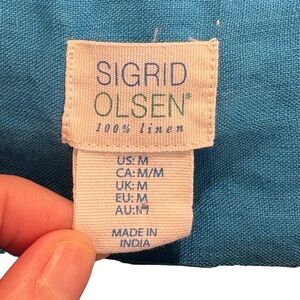 SIGRID
OLSEN®
100% linen
US: M
CA: M/M
UK: M
EU: M
AU: M
MADE IN
INDIA